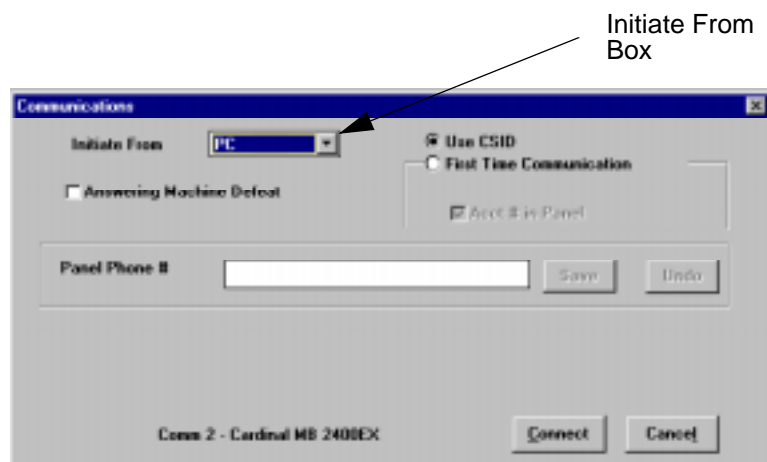 Initiate From
Box
Communications
Initiate From PC
Use CSID
First Time Communication
Answering Machine Defeat
Acct # in Panel
Panel Phone #
Save Undo
Comm 2 - Cardinal MB 2400EX
Connect Cancel